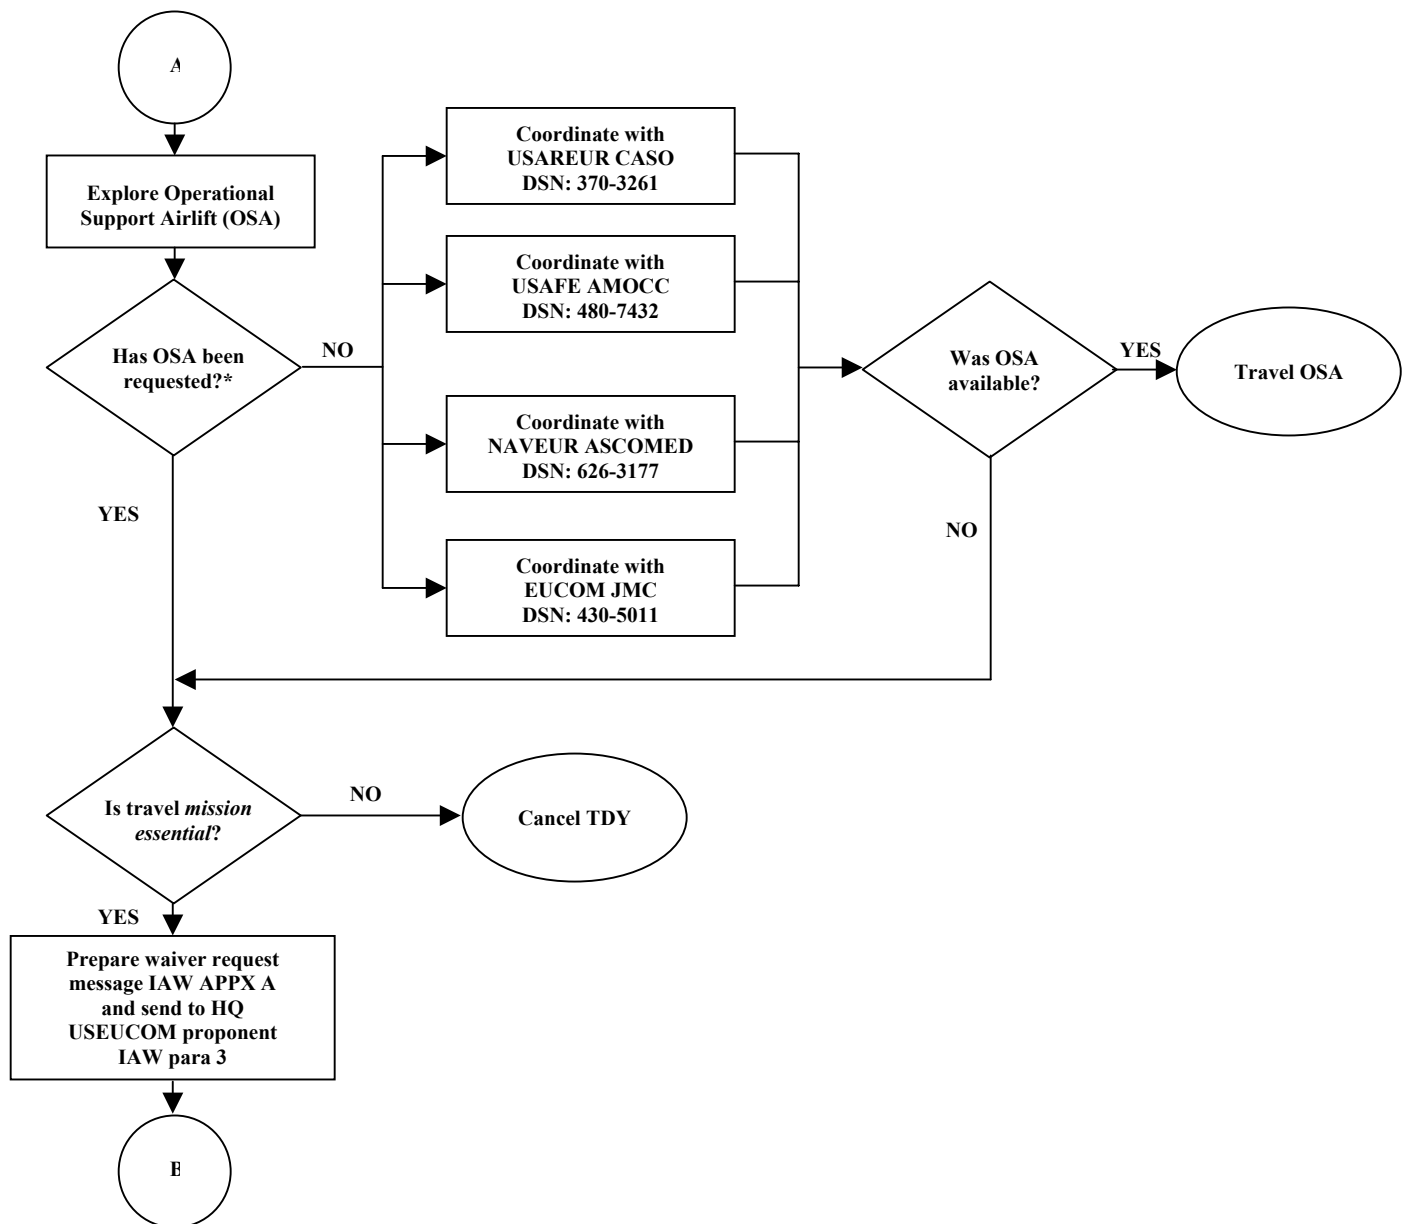 A
Explore Operational
Support Airlift (OSA)
Has OSA been
requested?*
NO
YES
Coordinate with
USAREUR CASO
DSN: 370-3261
Coordinate with
USAFE AMOCC
DSN: 480-7432
Coordinate with
NAVEUR ASCOMED
DSN: 626-3177
Coordinate with
EUCOM JMC
DSN: 430-5011
Was OSA
available?
YES
Travel OSA
NO
Is travel mission
essential?
NO
Cancel TDY
YES
Prepare waiver request
message IAW APPX A
and send to HQ
USEUCOM proponent
IAW para 3
B